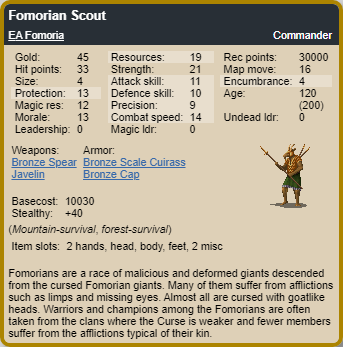 Fomorian Scout
EA Fomoria Commander
Gold: 45 Resources: 19 Rec points: 30000
Hit points: 33 Strength: 21 Map move: 16
Size: 4 Attack skill: 11 Encumbrance: 4
Protection: 13 Defence skill: 10 Age: 120
Magic res: 12 Precision: 9 (200)
Morale: 13 Combat speed: 14 Undead ldr: 0
Leadership: 0 Magic ldr: 0
Weapons: Armor:
Bronze Spear Bronze Scale Cuirass
Javelin Bronze Cap
Basecost: 10030
Stealthy: +40
(Mountain-survival, forest-survival)
Item slots: 2 hands, head, body, feet, 2 misc
Fomorians are a race of malicious and deformed giants descended
from the cursed Fomorian giants. Many of them suffer from afflictions
such as limps and missing eyes. Almost all are cursed with goatlike
heads. Warriors and champions among the Fomorians are often
taken from the clans where the Curse is weaker and fewer members
suffer from the afflictions typical of their kin.